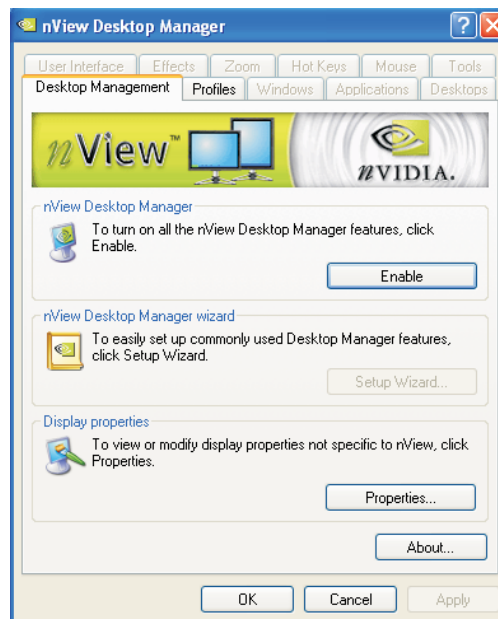 nView Desktop Manager
User Interface Effects Zoom Hot Keys Mouse Tools
Desktop Management Profiles Windows Applications Desktops
nView™ nVIDIA.
nView Desktop Manager
To turn on all the nView Desktop Manager features, click
Enable.
Enable
nView Desktop Manager wizard
To easily set up commonly used Desktop Manager features,
click Setup Wizard.
Setup Wizard...
Display properties
To view or modify display properties not specific to nView, click
Properties.
Properties...
About...
OK Cancel Apply